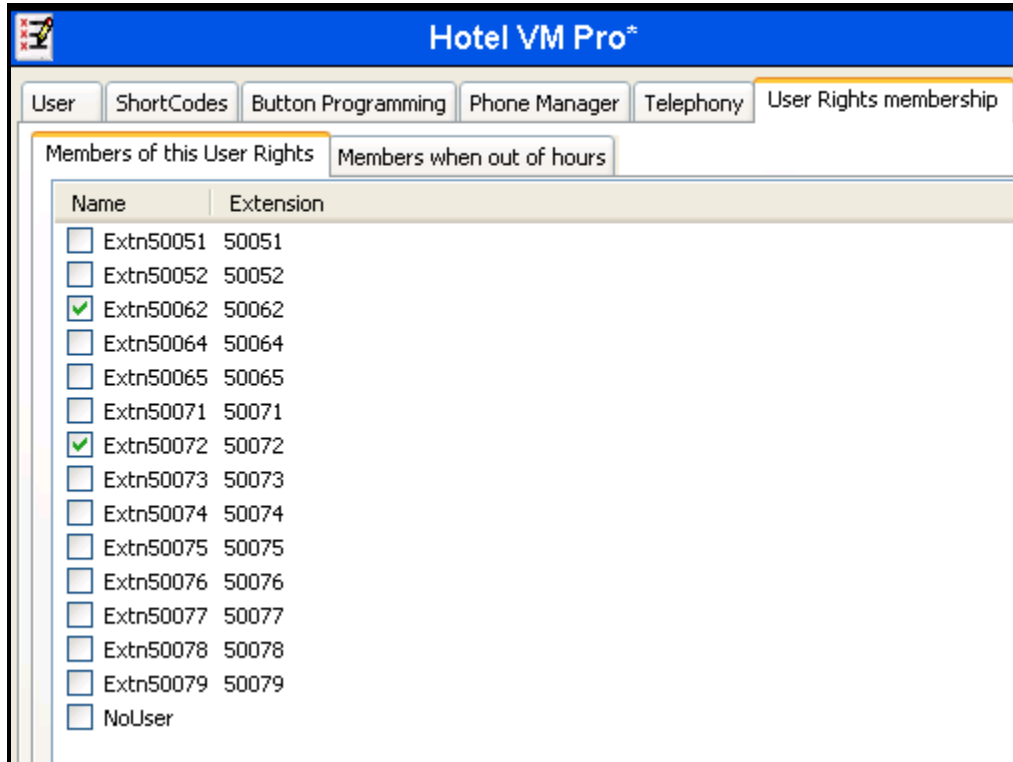 Hotel VM Pro*
User ShortCodes Button Programming Phone Manager Telephony User Rights membership
Members of this User Rights Members when out of hours
Name Extension
Extn50051 50051
Extn50052 50052
Extn50062 50062
Extn50064 50064
Extn50065 50065
Extn50071 50071
Extn50072 50072
Extn50073 50073
Extn50074 50074
Extn50075 50075
Extn50076 50076
Extn50077 50077
Extn50078 50078
Extn50079 50079
NoUser